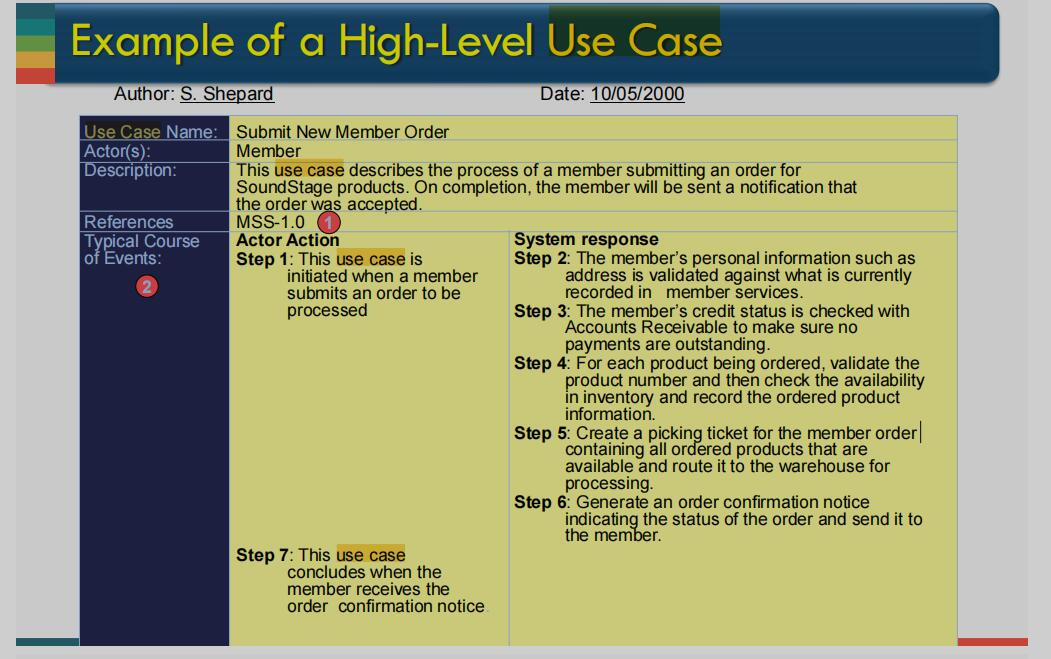 Example of a High-Level Use Case
Author: S. Shepard
Date: 10/05/2000
Use Case Name:
Submit New Member Order
Actor(s):
Member
Description:
This use case describes the process of a member submitting an order for
SoundStage products. On completion, the member will be sent a notification that
the order was accepted.
References
MSS-1.0
1
Typical Course
of Events:
2
Actor Action
Step 1: This use case is
initiated when a member
submits an order to be
processed
Step 7: This use case
concludes when the
member receives the
order confirmation notice.
System response
Step 2: The member's personal information such as
address is validated against what is currently
recorded in member services.
Step 3: The member's credit status is checked with
Accounts Receivable to make sure no
payments are outstanding.
Step 4: For each product being ordered, validate the
product number and then check the availability
in inventory and record the ordered product
information.
Step 5: Create a picking ticket for the member order
containing all ordered products that are
available and route it to the warehouse for
processing.
Step 6: Generate an order confirmation notice
indicating the status of the order and send it to
the member.